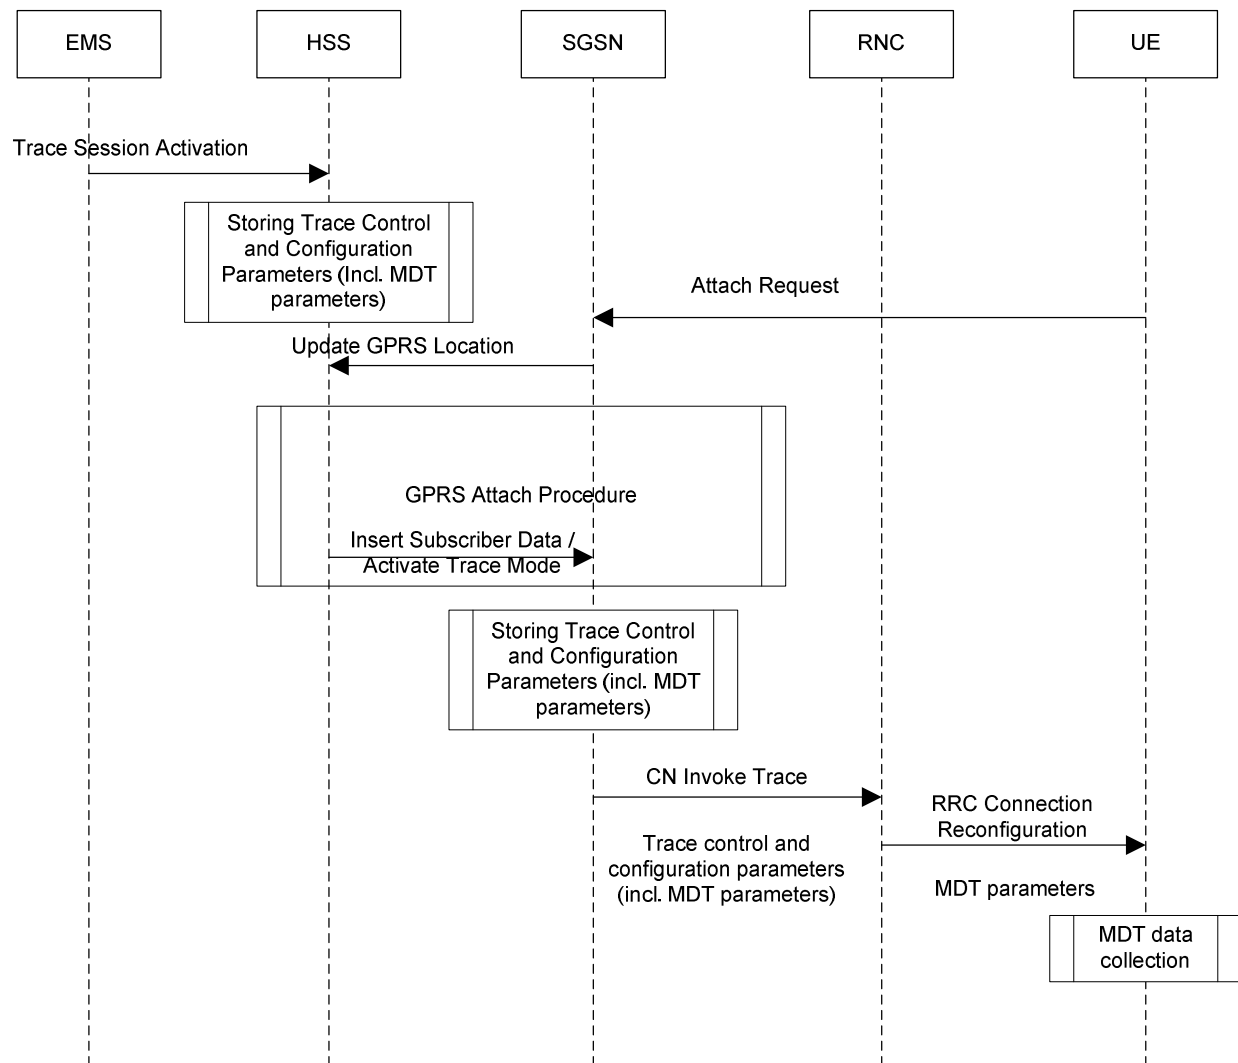 EMS
HSS
SGSN
RNC
UE
Trace Session Activation
Storing Trace Control
and Configuration
Parameters (Incl. MDT
parameters)
Attach Request
Update GPRS Location
GPRS Attach Procedure
Insert Subscriber Data /
Activate Trace Mode
Storing Trace Control
and Configuration
Parameters (incl. MDT
parameters)
CN Invoke Trace
RRC Connection
Reconfiguration
Trace control and
configuration parameters
(incl. MDT parameters)
MDT parameters
MDT data
collection